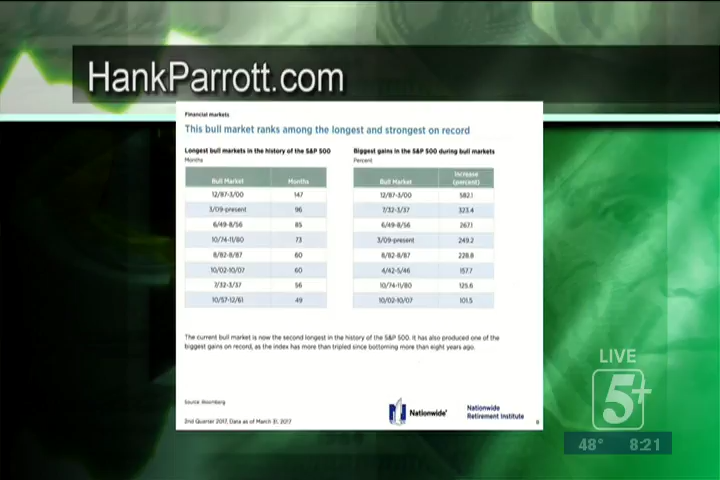 HankParrott.com
Financial markets
This bull market ranks among the longest and strongest on record
Longest bull markets in the history of the S&P 500
Months
Bull Market Months
12/87-3/00 147
3/09-present 96
6/49-8/56 85
10/74-11/80 73
8/82-8/87 60
10/02-10/07 60
7/32-3/37 56
10/57-12/61 49
Biggest gains in the S&P 500 during bull markets
Percent
Bull Market Increase (percent)
12/87-3/00 582.1
7/32-3/37 323.4
6/49-8/56 267.1
3/09-present 249.2
8/82-8/87 228.8
4/42-5/46 157.7
10/74-11/80 125.6
10/02-10/07 101.5
The current bull market is now the second longest in the history of the S&P 500. It has also produced one of the
biggest gains on record, as the index has more than tripled since bottoming more than eight years ago.
Source: Bloomberg
2nd Quarter 2017, Data as of March 31, 2017
Nationwide®
Nationwide
Retirement Institute
8
LIVE
5+
48° 8:21